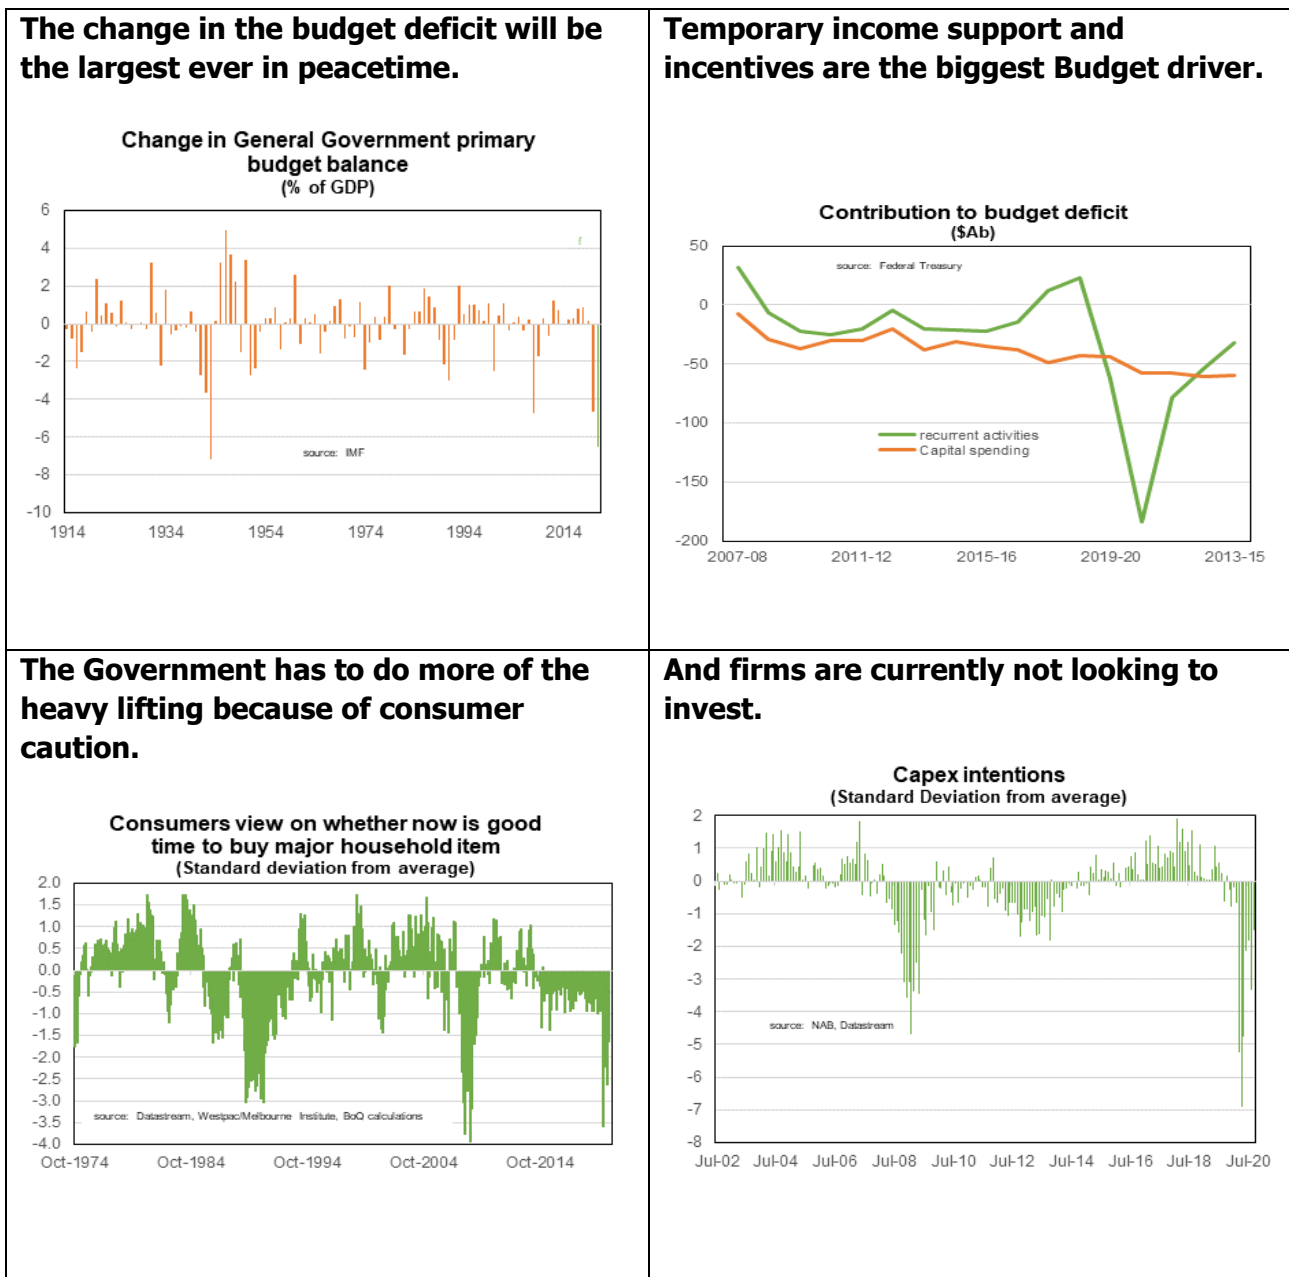 The change in the budget deficit will be
the largest ever in peacetime.
Change in General Government primary
budget balance
(% of GDP)
6
4
2
0
-2
-4
-6
-8
-10
f
source: IMF
1914 1934 1954 1974 1994 2014
Temporary income support and
incentives are the biggest Budget driver.
Contribution to budget deficit
($Ab)
source: Federal Treasury
50
0
-50
-100
-150
-200
recurrent activities
Capital spending
2007-08 2011-12 2015-16 2019-20 2013-15
The Government has to do more of the
heavy lifting because of consumer
caution.
Consumers view on whether now is good
time to buy major household item
(Standard deviation from average)
2.0
1.5
1.0
0.5
0.0
-0.5
-1.0
-1.5
-2.0
-2.5
-3.0
-3.5
-4.0
source: Datastream, Westpac/Melbourne Institute, BoQ calculations
Oct-1974 Oct-1984 Oct-1994 Oct-2004 Oct-2014
And firms are currently not looking to
invest.
Capex intentions
(Standard Deviation from average)
2
1
0
-1
-2
-3
-4
-5
-6
-7
-8
source: NAB, Datastream
Jul-02 Jul-04 Jul-06 Jul-08 Jul-10 Jul-12 Jul-14 Jul-16 Jul-18 Jul-20